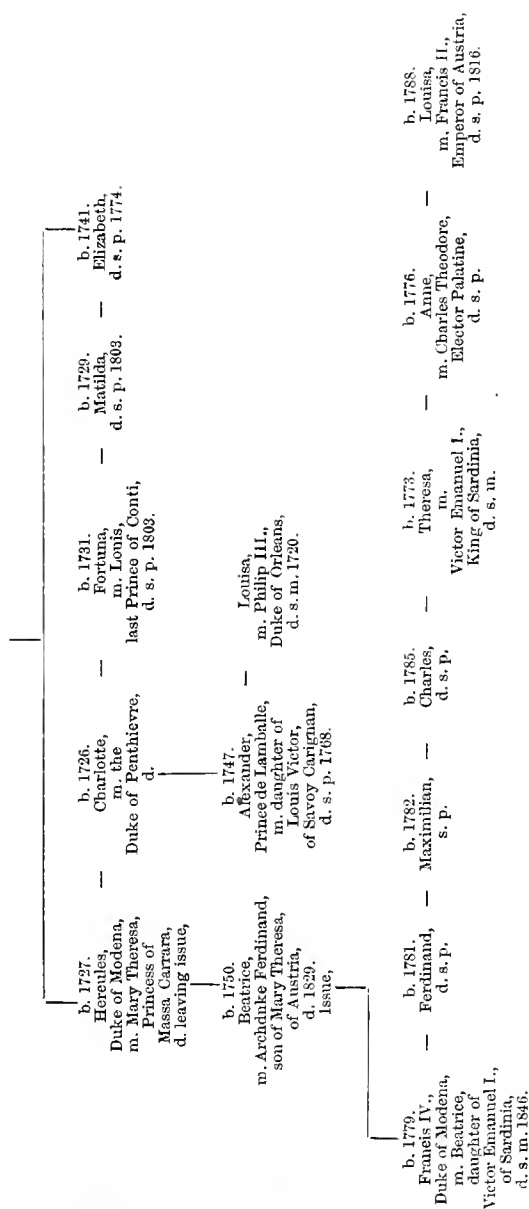 b. 1727.
Hercules,
Duke of Modena,
m. Mary Theresa,
Princess of
Massa Carrara,
d. leaving issue,
—
b. 1726.
Charlotte,
m. the
Duke of Penthievre,
d.
—
b. 1731.
Fortuna,
m. Louis,
last Prince of Conti,
d. s. p. 1803.
—
b. 1729.
Matilda,
d. s. p. 1803.
—
b. 1741.
Elizabeth,
d. s. p. 1774.
b. 1750.
Beatrice,
m. Archduke Ferdinand,
son of Mary Theresa,
of Austria,
d. 1829.
Issue,
b. 1747.
Alexander,
Prince de Lamballe,
m. daughter of
Louis Victor,
of Savoy Carignan,
d. s. p. 1768.
—
Louisa,
m. Philip III.,
Duke of Orleans,
d. s. m. 1720.
b. 1779.
Francis IV.,
Duke of Modena,
m. Beatrice,
daughter of
Victor Emanuel I.,
of Sardinia,
d. s. m. 1846.
—
b. 1781.
Ferdinand,
d. s. p.
—
b. 1782.
Maximilian,
s. p.
—
b. 1785.
Charles,
d. s. p.
—
b. 1773.
Theresa,
m.
Victor Emanuel I.,
King of Sardinia,
d. s. m.
—
b. 1776.
Anne,
m. Charles Theodore,
Elector Palatine,
d. s. p.
—
b. 1788.
Louisa,
m. Francis II.,
Emperor of Austria,
d. s. p. 1816.